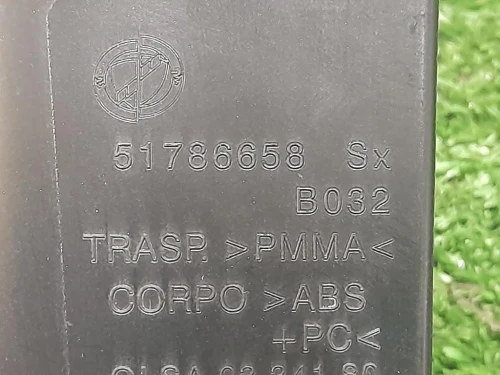 51786658 Sx
B032
TRASP. >PMMA<
CORPO >ABS
+PC<